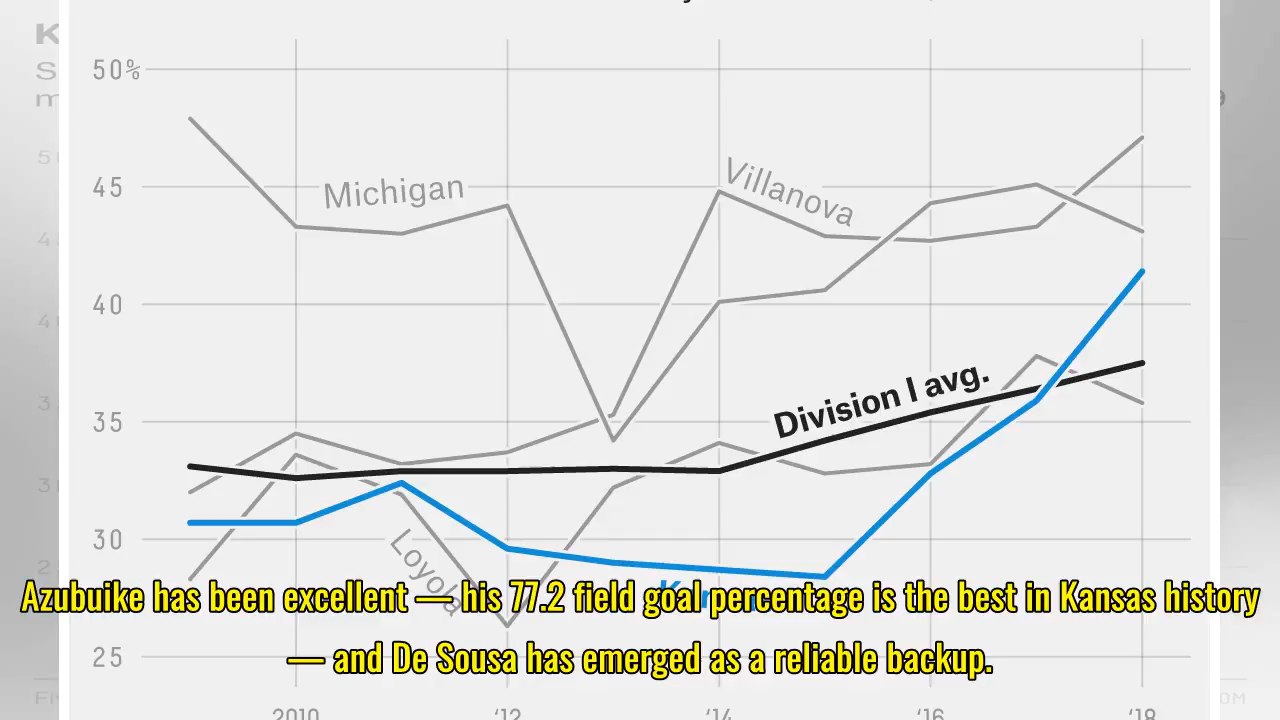 50%
45
Michigan
Villanova
40
35
Division I avg.
30
Loyola
Azubuike has been excellent — his 77.2 field goal percentage is the best in Kansas history
— and De Sousa has emerged as a reliable backup.
25
2010 '12 '14 '16 '18